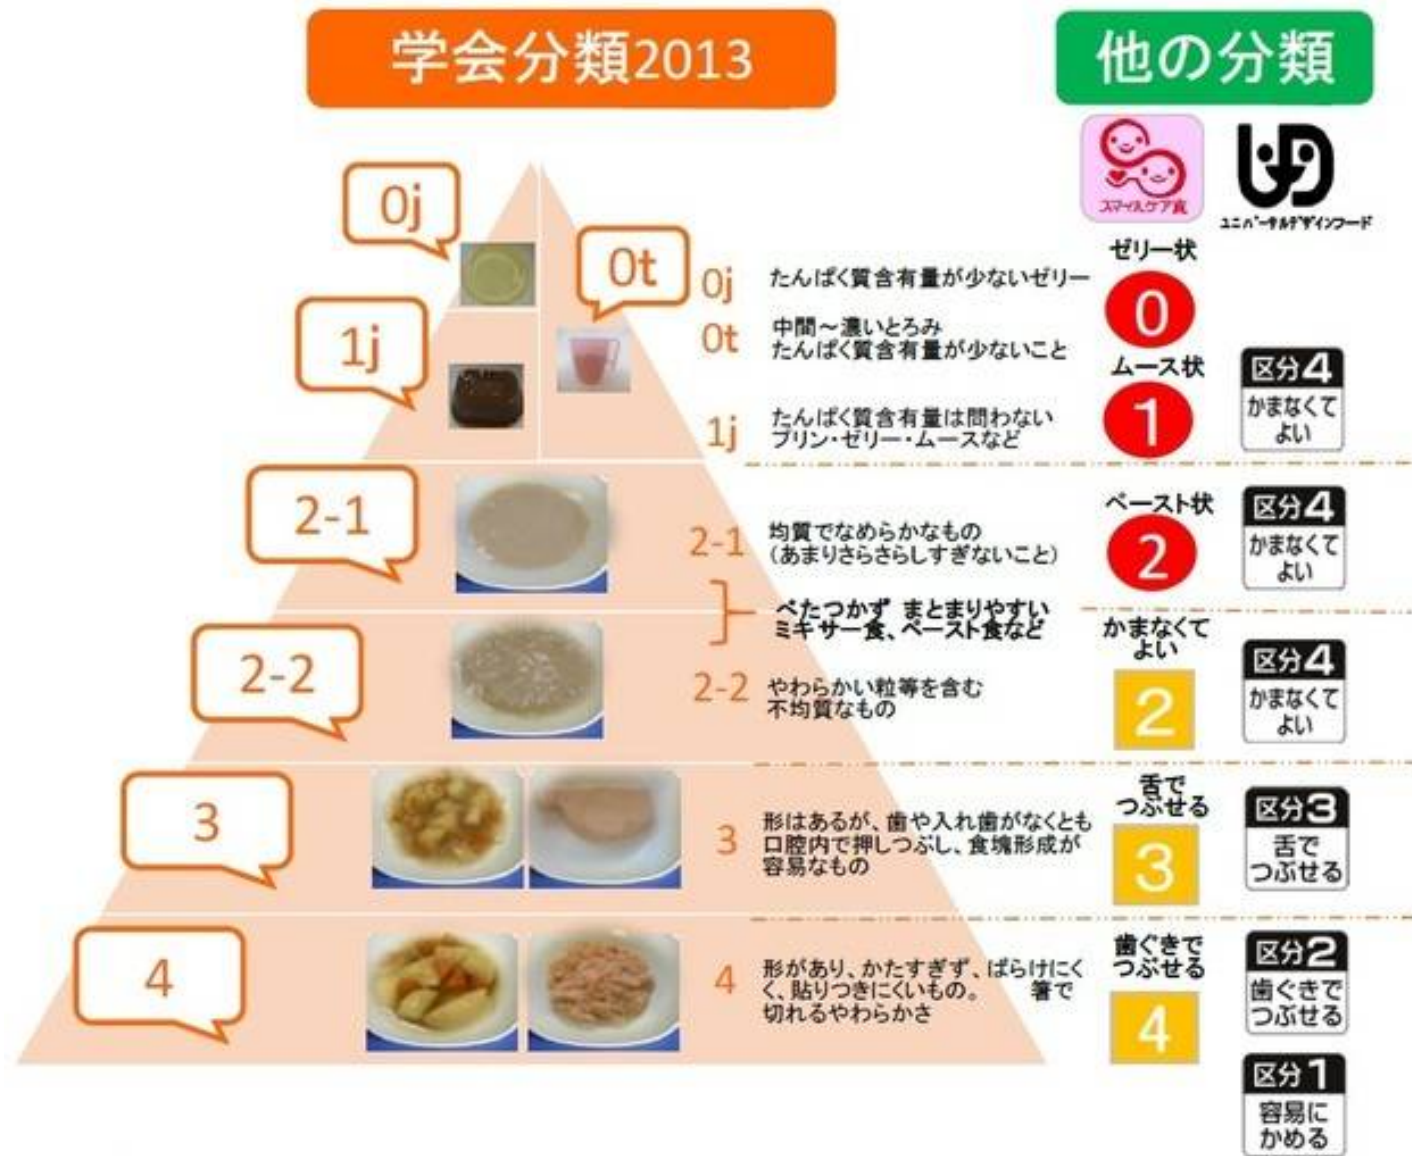 学会分類2013
他の分類
スマイルケア食
ユニバーサルデザインフード
0j
0t
1j
2-1
2-2
3
4
0j
たんぱく質含有量が少ないゼリー
0t
中間～濃いとろみ
たんぱく質含有量が少ないこと
1j
たんぱく質含有量は問わない
プリン・ゼリー・ムースなど
2-1
均質でなめらかなもの
（あまりさらさらしすぎないこと）
べたつかず まとまりやすい
ミキサー食、ペースト食など
2-2
やわらかい粒等を含む
不均質なもの
3
形はあるが、歯や入れ歯がなくとも
口腔内で押しつぶし、食塊形成が
容易なもの
4
形があり、かたすぎず、ばらけにく
く、貼りつきにくいもの。 箸で
切れるやわらかさ
ゼリー状
0
ムース状
1
ペースト状
2
かまなくて
よい
2
舌で
つぶせる
3
歯ぐきで
つぶせる
4
区分4
かまなくて
よい
区分4
かまなくて
よい
区分4
かまなくて
よい
区分3
舌で
つぶせる
区分2
歯ぐきで
つぶせる
区分1
容易に
かめる